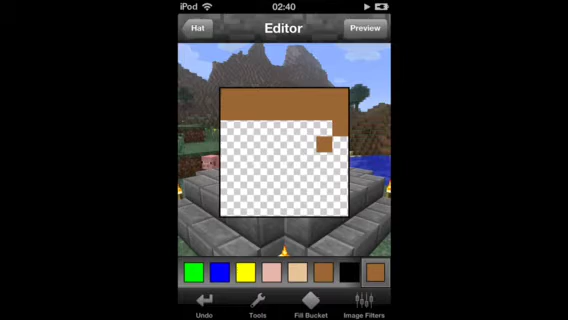 iPod 02:40
Hat Editor Preview
Undo Tools Fill Bucket Image Filters